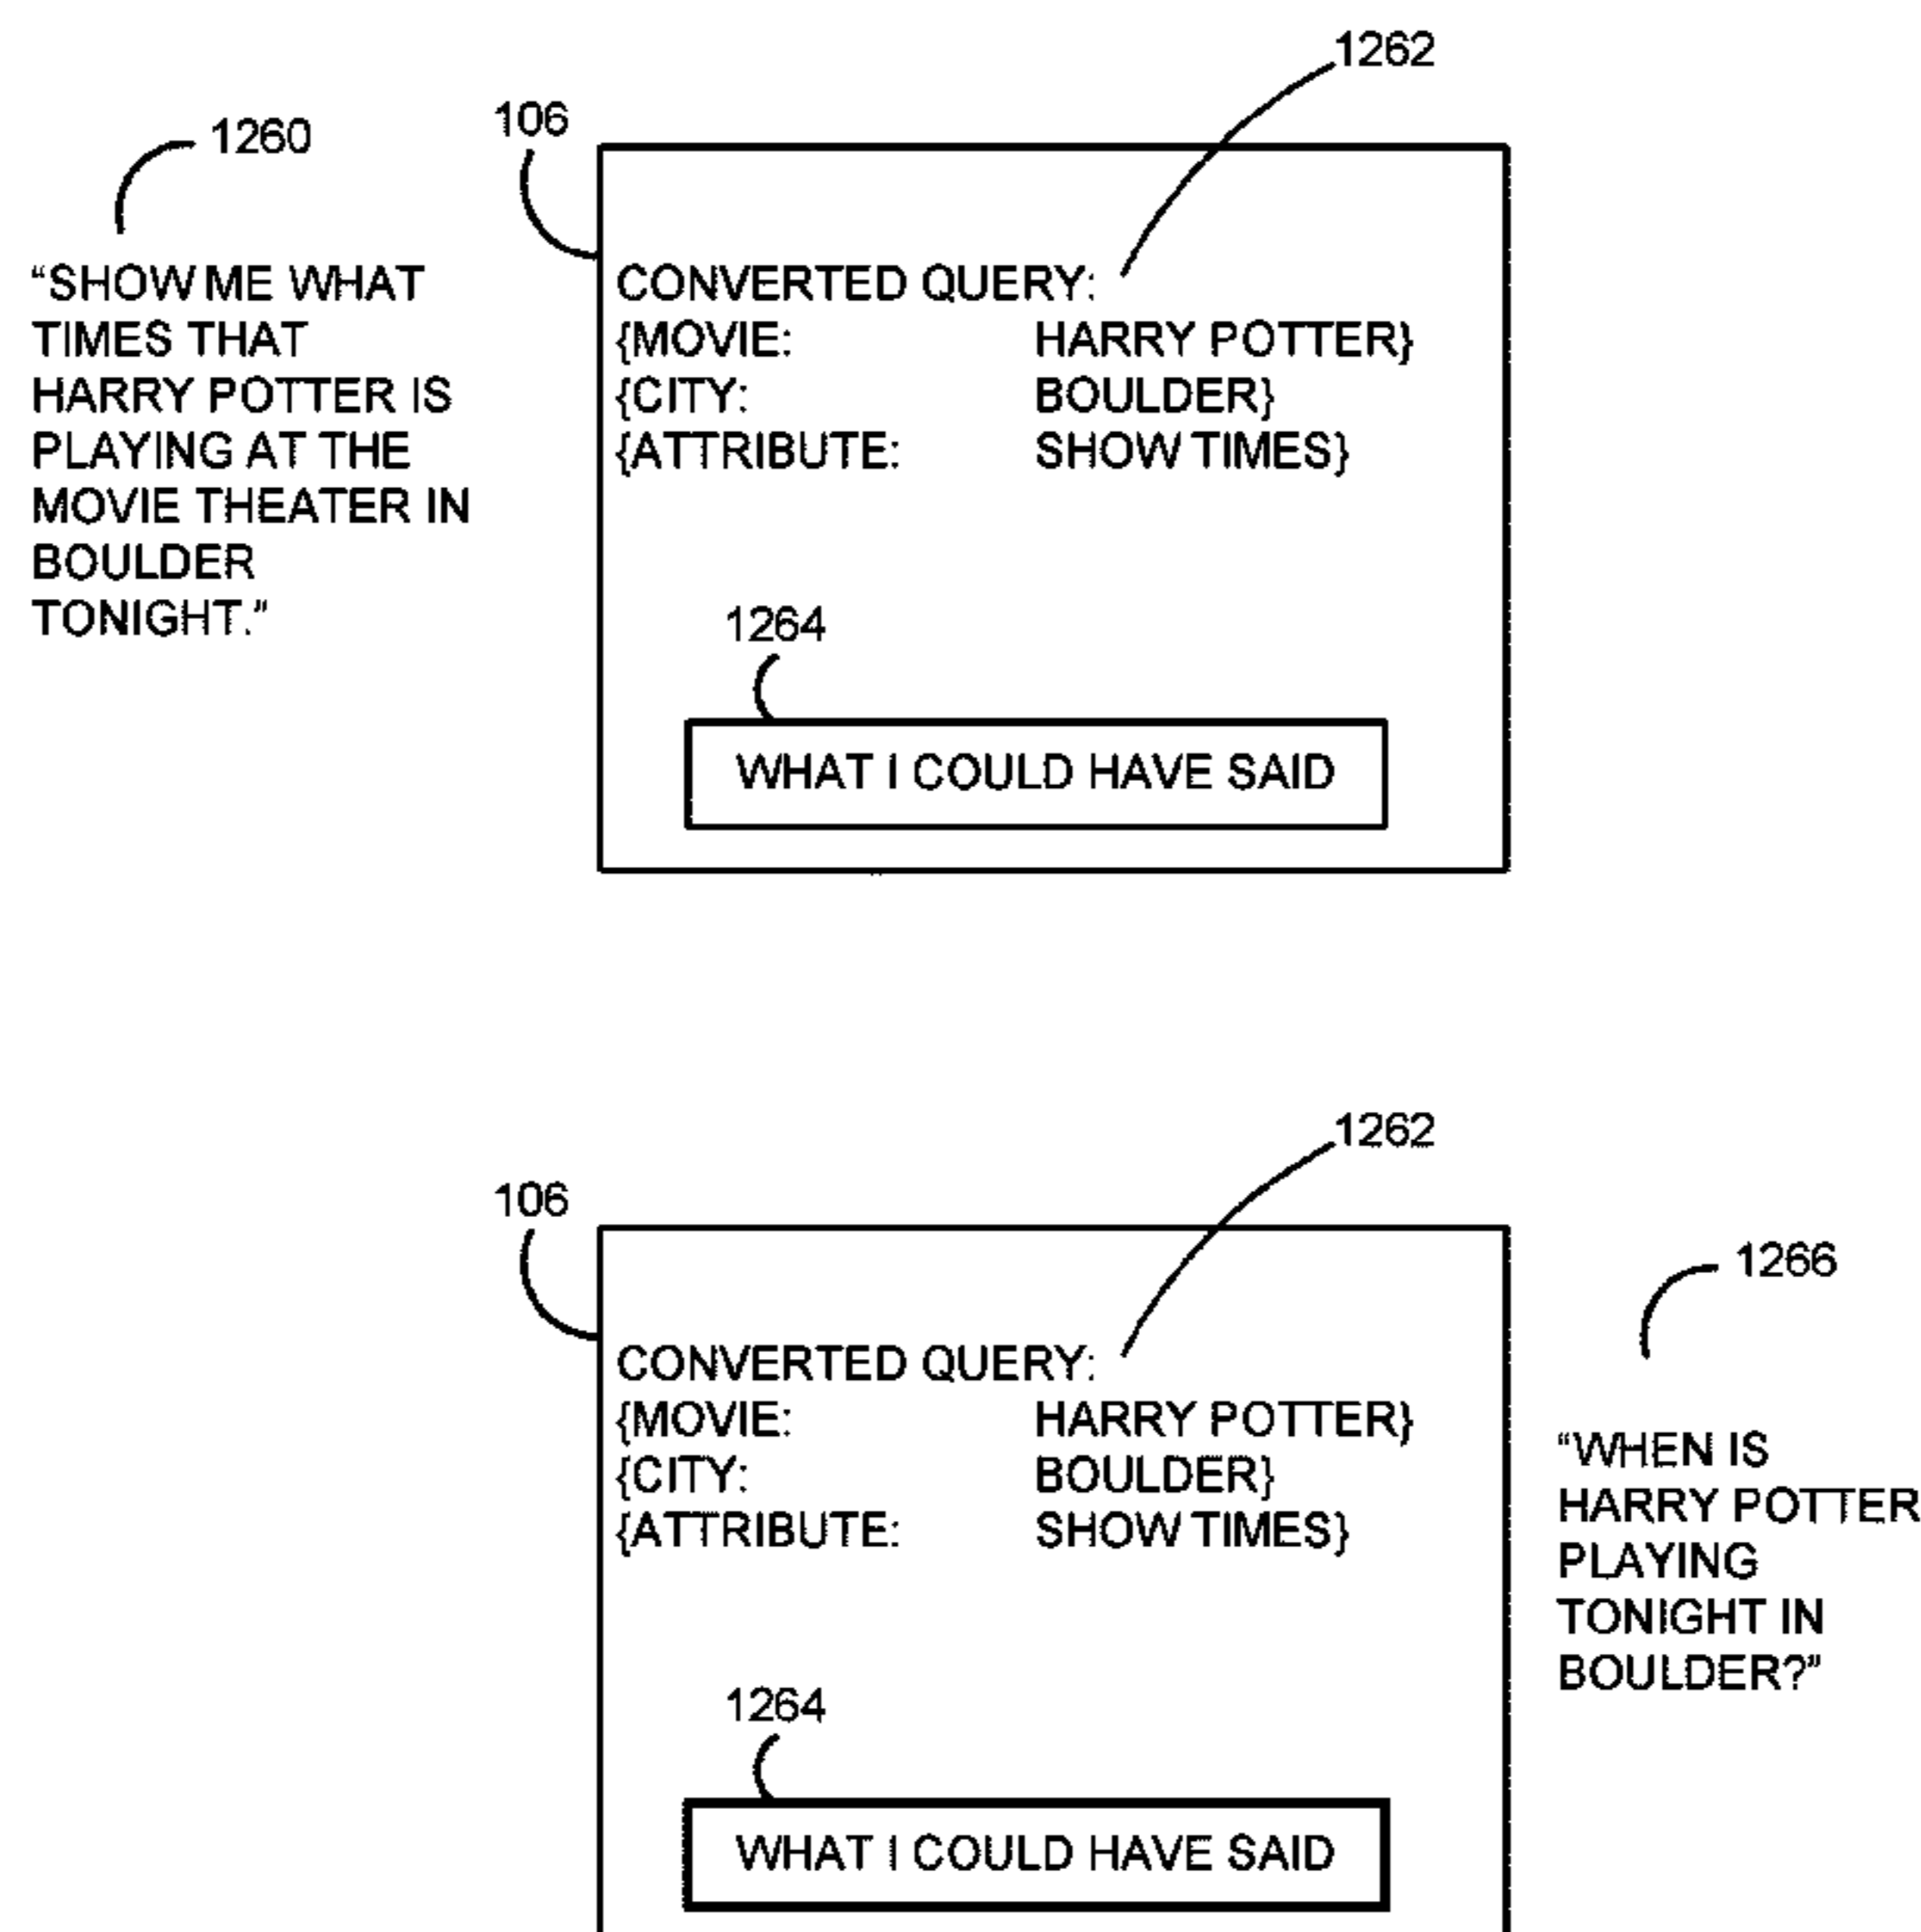 1262
106
1260
“SHOW ME WHAT
TIMES THAT
HARRY POTTER IS
PLAYING AT THE
MOVIE THEATER IN
BOULDER
TONIGHT.”
CONVERTED QUERY:
{MOVIE: HARRY POTTER}
{CITY: BOULDER}
{ATTRIBUTE: SHOW TIMES}
1264
WHAT I COULD HAVE SAID
1262
106
1266
CONVERTED QUERY:
{MOVIE: HARRY POTTER}
{CITY: BOULDER}
{ATTRIBUTE: SHOW TIMES}
“WHEN IS
HARRY POTTER
PLAYING
TONIGHT IN
BOULDER?”
1264
WHAT I COULD HAVE SAID